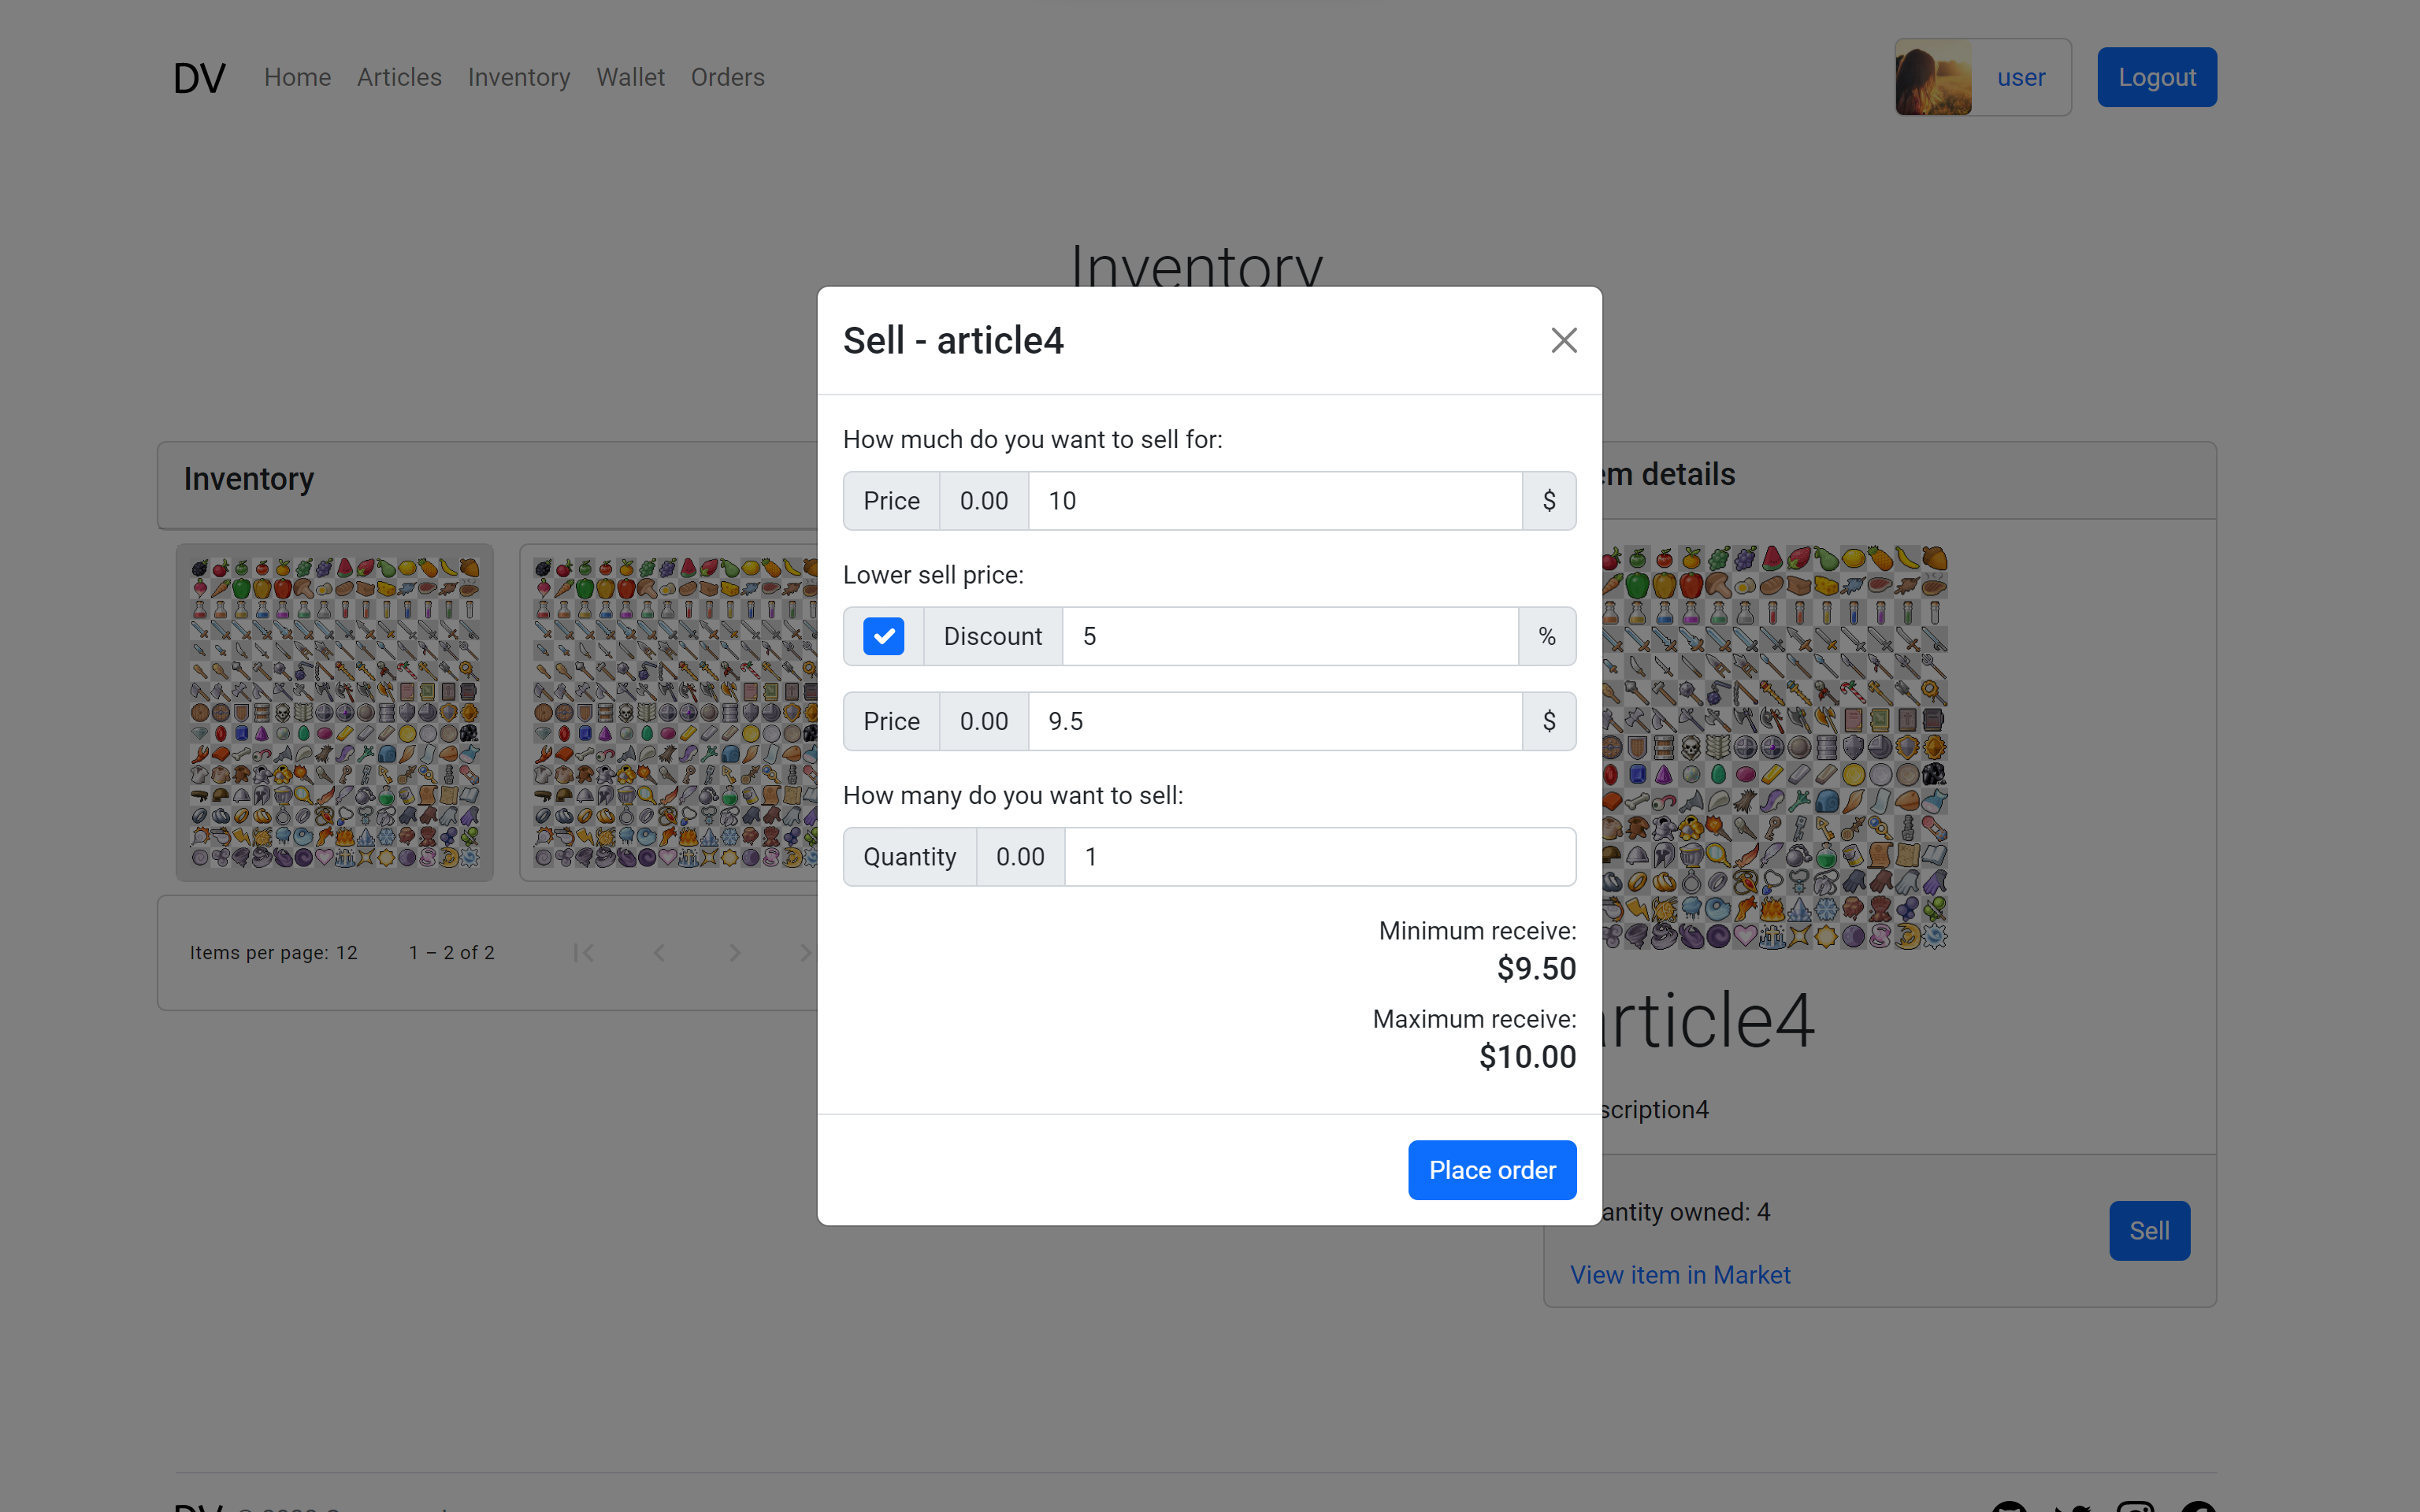 DV Home Articles Inventory Wallet Orders user Logout
Inventory
Sell - article4
How much do you want to sell for:
Price 0.00 10 $
Lower sell price:
Discount 5 %
Price 0.00 9.5 $
How many do you want to sell:
Quantity 0.00 1
Minimum receive:
$9.50
Maximum receive:
$10.00
Place order
Inventory
Items per page: 12 1 – 2 of 2
em details
article4
scription4
antity owned: 4
Sell
View item in Market
DV